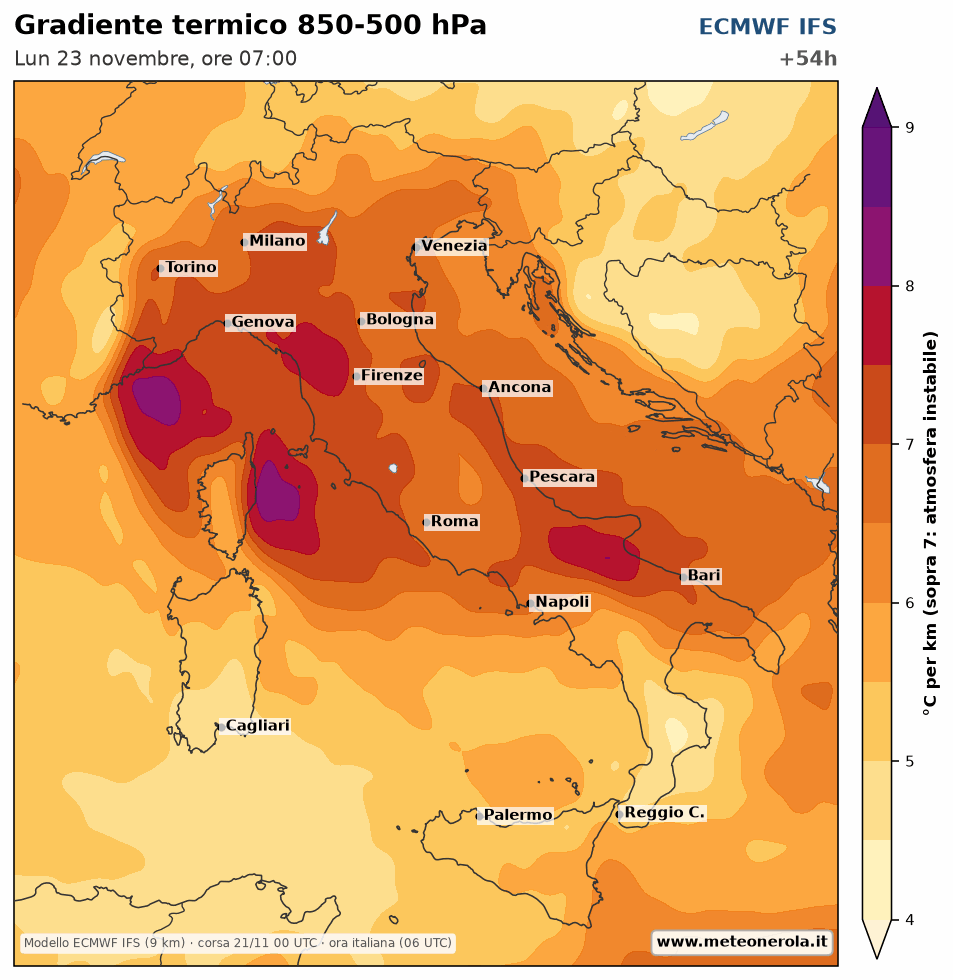 Gradiente termico 850-500 hPa
ECMWF IFS
Lun 23 novembre, ore 07:00
+54h
Milano
Venezia
Torino
Genova
Bologna
Firenze
Ancona
Pescara
Roma
Bari
Napoli
Cagliari
Palermo
Reggio C.
9
8
7
6
5
4
°C per km (sopra 7: atmosfera instabile)
Modello ECMWF IFS (9 km) · corsa 21/11 00 UTC · ora italiana (06 UTC)
www.meteonerola.it